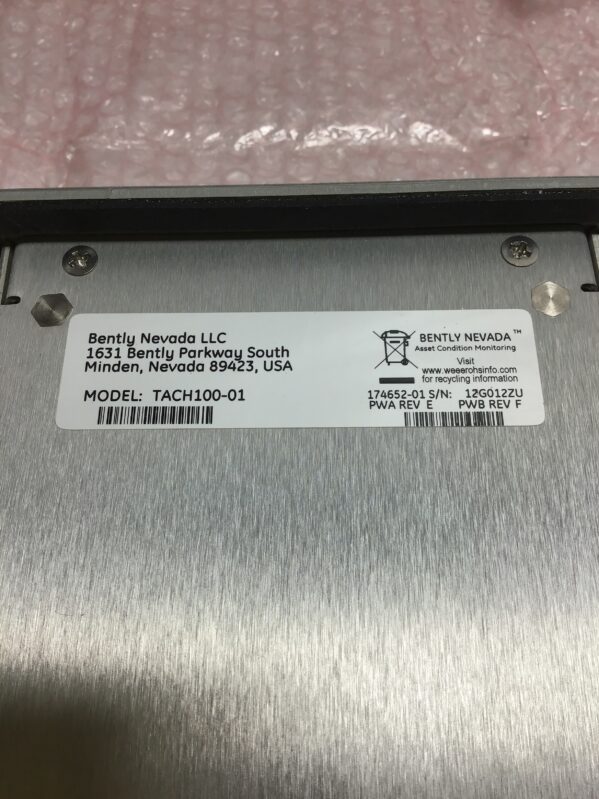 Bently Nevada LLC
1631 Bently Parkway South
Minden, Nevada 89423, USA
MODEL: TACH100-01
BENTLY NEVADA™
Asset Condition Monitoring
Visit
www.weeerohsinfo.com
for recycling information
174652-01 S/N: 12G012ZU
PWA REV E PWB REV F